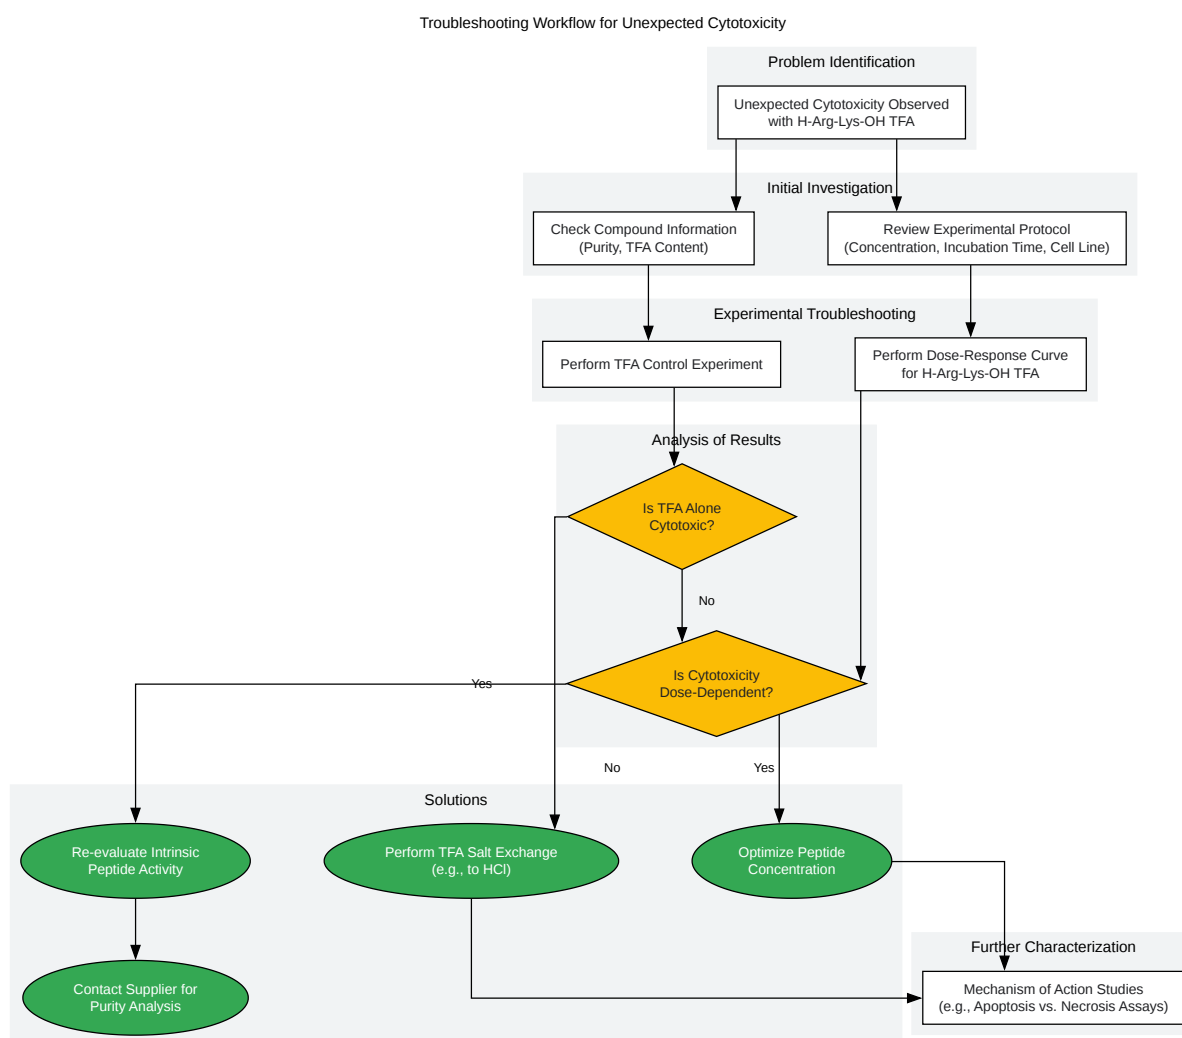 Troubleshooting Workflow for Unexpected Cytotoxicity
Problem Identification
Unexpected Cytotoxicity Observed
with H-Arg-Lys-OH TFA
Initial Investigation
Check Compound Information
(Purity, TFA Content)
Review Experimental Protocol
(Concentration, Incubation Time, Cell Line)
Experimental Troubleshooting
Perform TFA Control Experiment
Perform Dose-Response Curve
for H-Arg-Lys-OH TFA
Analysis of Results
Is TFA Alone
Cytotoxic?
No
Is Cytotoxicity
Dose-Dependent?
Yes
No
Yes
Solutions
Re-evaluate Intrinsic
Peptide Activity
Perform TFA Salt Exchange
(e.g., to HCl)
Optimize Peptide
Concentration
Contact Supplier for
Purity Analysis
Further Characterization
Mechanism of Action Studies
(e.g., Apoptosis vs. Necrosis Assays)